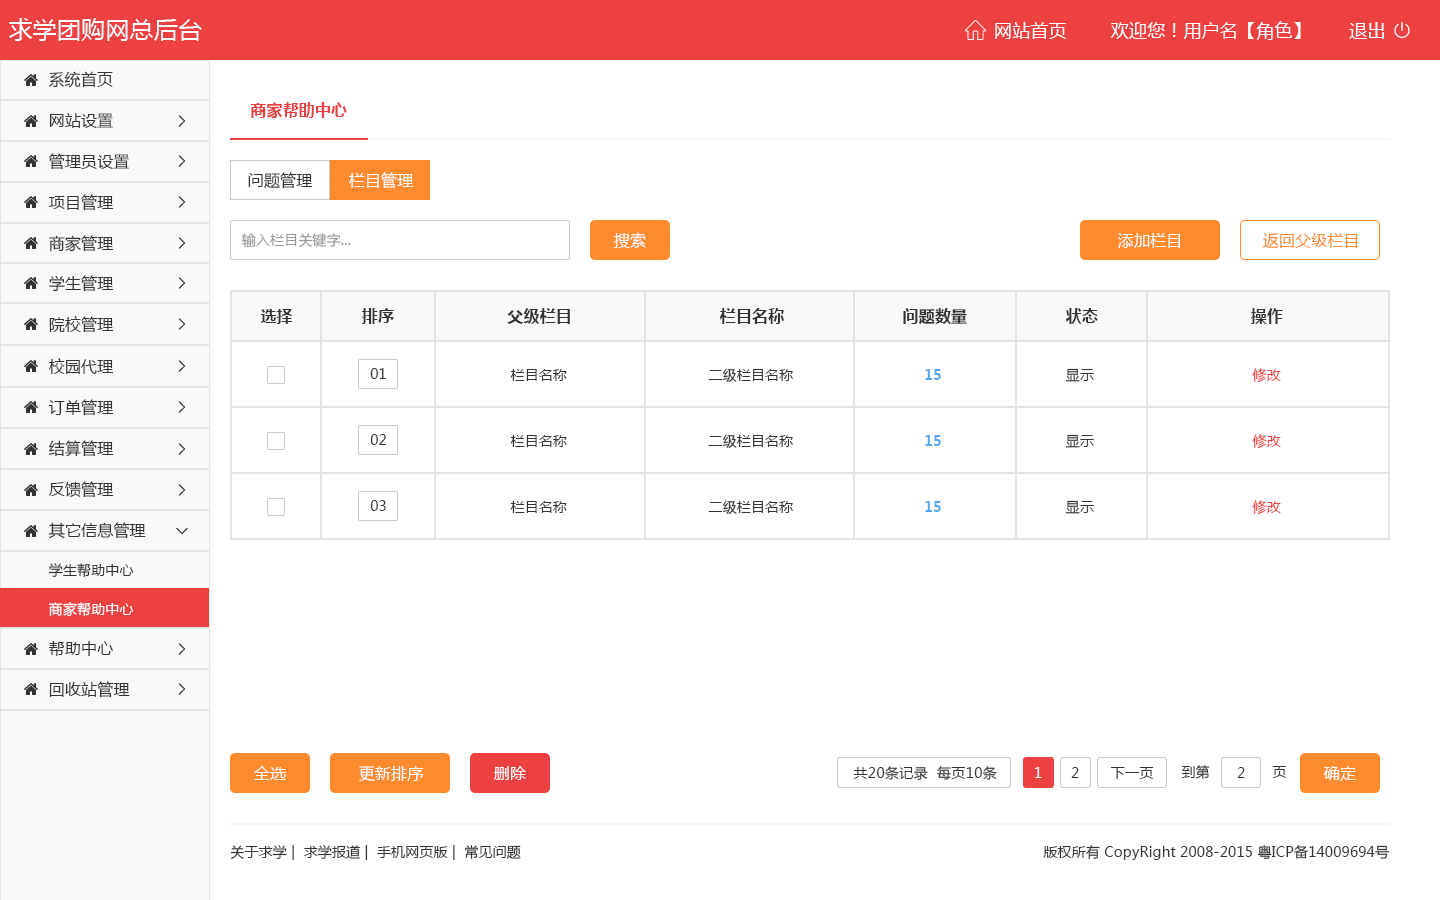 求学团购网总后台
网站首页
欢迎您！用户名【角色】
退出
系统首页
网站设置
管理员设置
项目管理
商家管理
学生管理
院校管理
校园代理
订单管理
结算管理
反馈管理
其它信息管理
学生帮助中心
商家帮助中心
帮助中心
回收站管理
商家帮助中心
问题管理 栏目管理
输入栏目关键字... 搜索 添加栏目 返回父级栏目
选择 排序 父级栏目 栏目名称 问题数量 状态 操作
01 栏目名称 二级栏目名称 15 显示 修改
02 栏目名称 二级栏目名称 15 显示 修改
03 栏目名称 二级栏目名称 15 显示 修改
全选 更新排序 删除 共20条记录 每页10条 1 2 下一页 到第 2 页 确定
关于求学 | 求学报道 | 手机网页版 | 常见问题
版权所有 CopyRight 2008-2015 粤ICP备14009694号